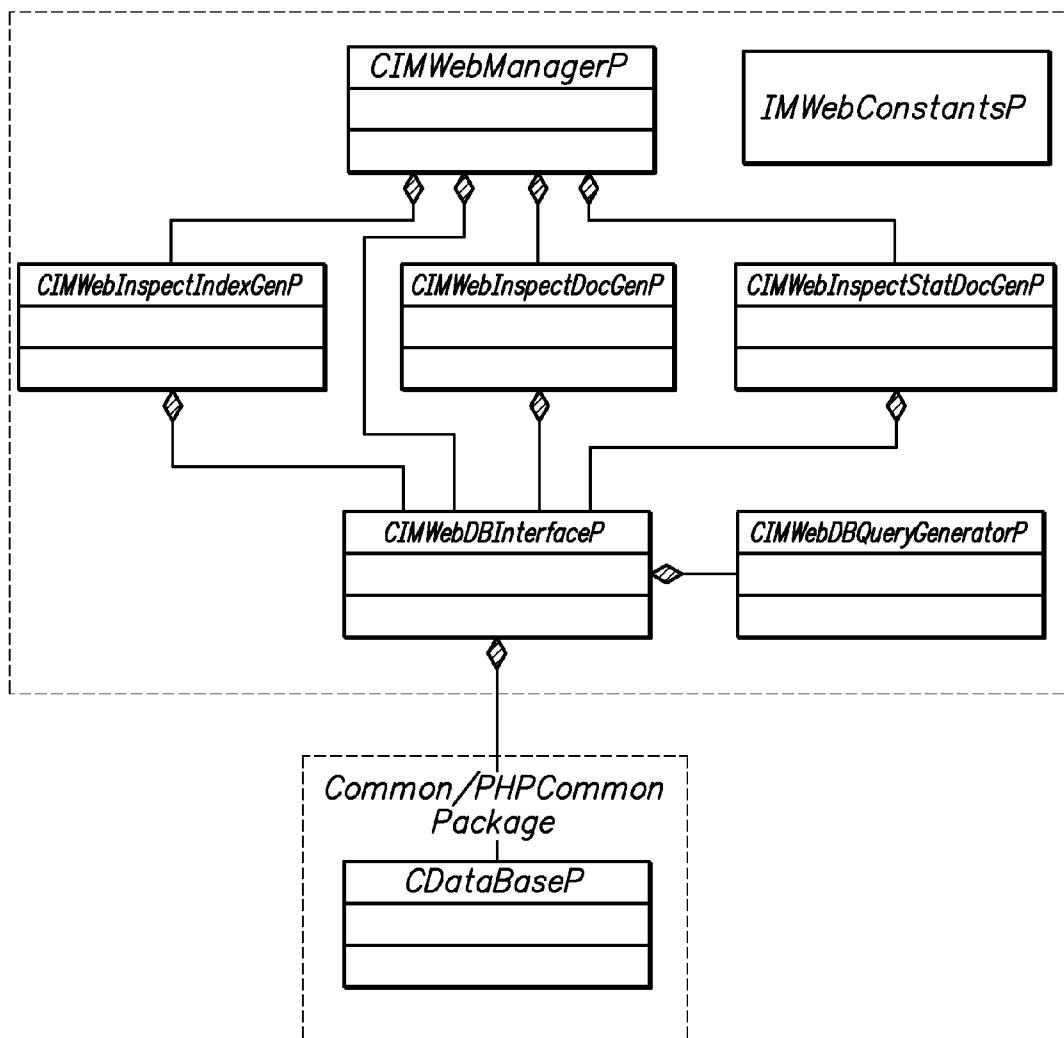 CIMWebManagerP
IMWebConstantsP
CIMWebInspectIndexGenP
CIMWebInspectDocGenP
CIMWebInspectStatDocGenP
CIMWebDBInterfaceP
CIMWebDBQueryGeneratorP
Common/PHPCommon
Package
CDataBaseP